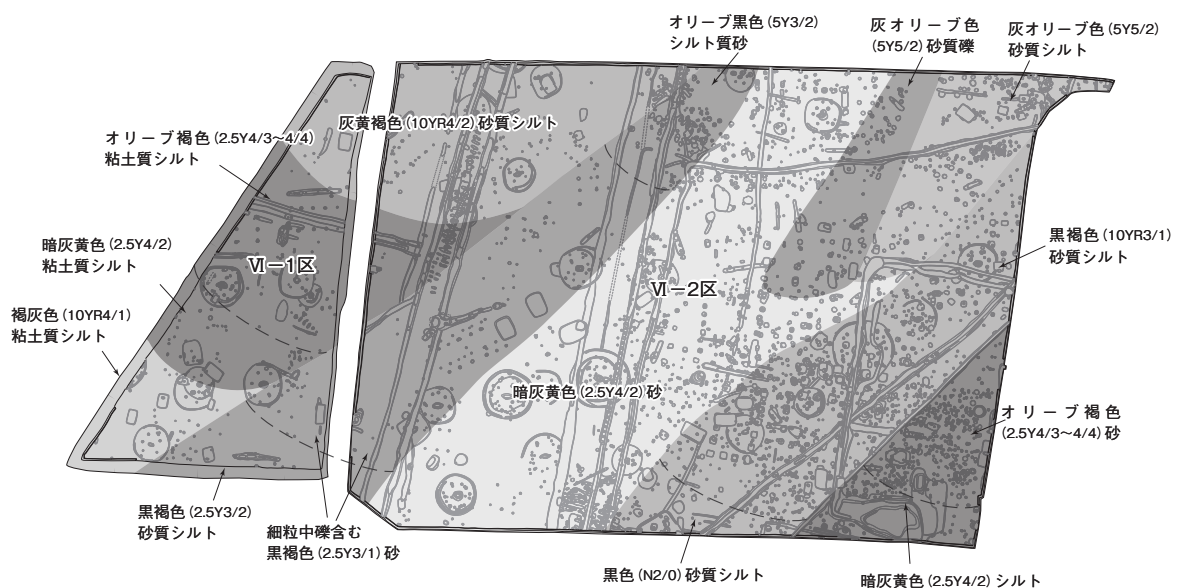 オリーブ黒色(5Y3/2)
シルト質砂
灰オリーブ色
(5Y5/2)砂質礫
灰オリーブ色(5Y5/2)
砂質シルト
灰黄褐色(10YR4/2)砂質シルト
オリーブ褐色(2.5Y4/3~4/4)
粘土質シルト
暗灰黄色(2.5Y4/2)
粘土質シルト
Ⅵ－1区
黒褐色(10YR3/1)
砂質シルト
Ⅵ－2区
褐灰色(10YR4/1)
粘土質シルト
暗灰黄色(2.5Y4/2)砂
オリーブ褐色
(2.5Y4/3~4/4)砂
黒褐色(2.5Y3/2)
砂質シルト
細粒中礫含む
黒褐色(2.5Y3/1)砂
黒色(N2/0)砂質シルト
暗灰黄色(2.5Y4/2)シルト